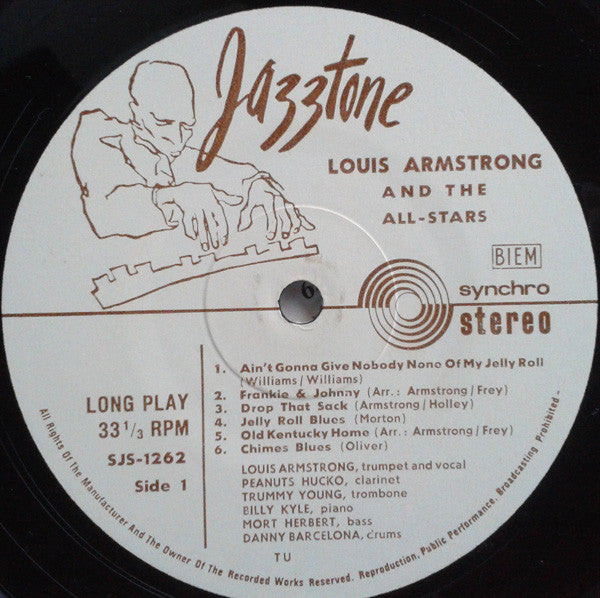 Jazztone
LOUIS ARMSTRONG
AND THE
ALL-STARS
BIEM
synchro
stereo
6
LONG PLAY
33 1/3 RPM
SJS-1262
Side 1
1. Ain't Gonna Give Nobody None Of My Jelly Roll
(Williams/Williams)
2. Frankie & Johnny (Arr.: Armstrong/Frey)
3. Drop That Sack (Armstrong/Holley)
4. Jelly Roll Blues (Morton)
5. Old Kentucky Home (Arr.: Armstrong/Frey)
6. Chimes Blues (Oliver)
LOUIS ARMSTRONG, trumpet and vocal
PEANUTS HUCKO, clarinet
TRUMMY YOUNG, trombone
BILLY KYLE, piano
MORT HERBERT, bass
DANNY BARCELONA, drums
TU
All Rights Of The Manufacturer And The Owner Of The Recorded Works Reserved. Reproduction, Public Performance, Broadcasting Prohibited -